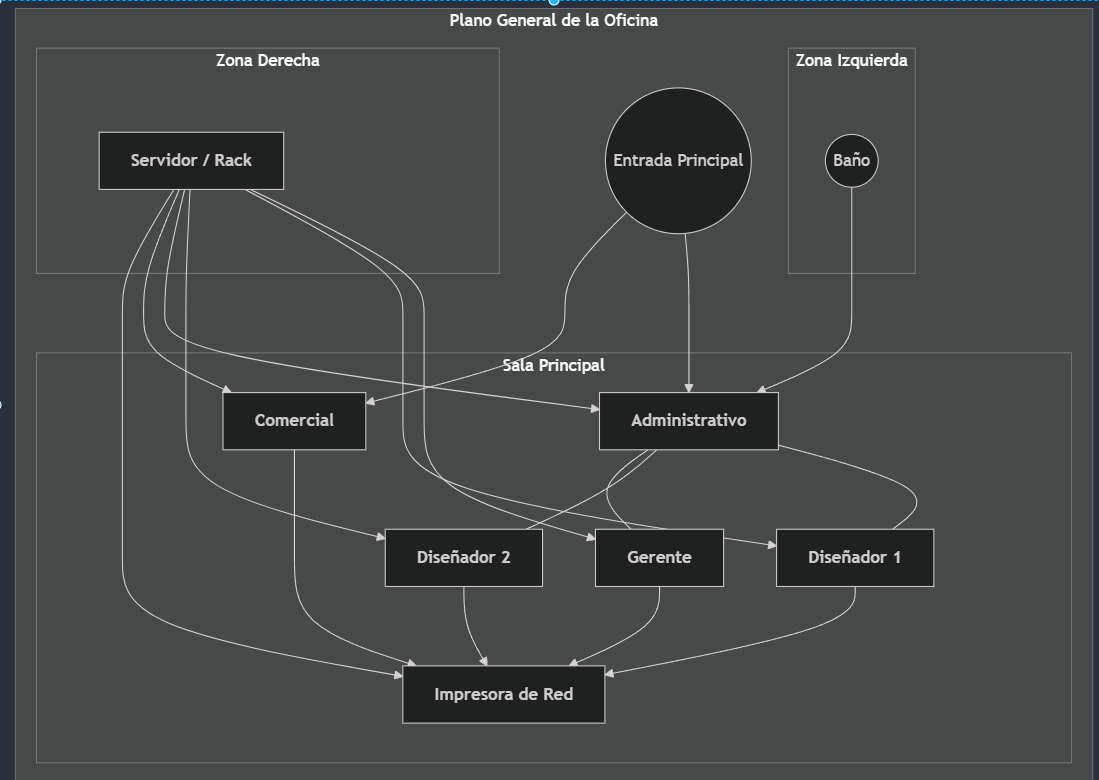 Plano General de la Oficina
Zona Derecha
Zona Izquierda
Servidor / Rack
Entrada Principal
Baño
Sala Principal
Comercial
Administrativo
Diseñador 2
Gerente
Diseñador 1
Impresora de Red